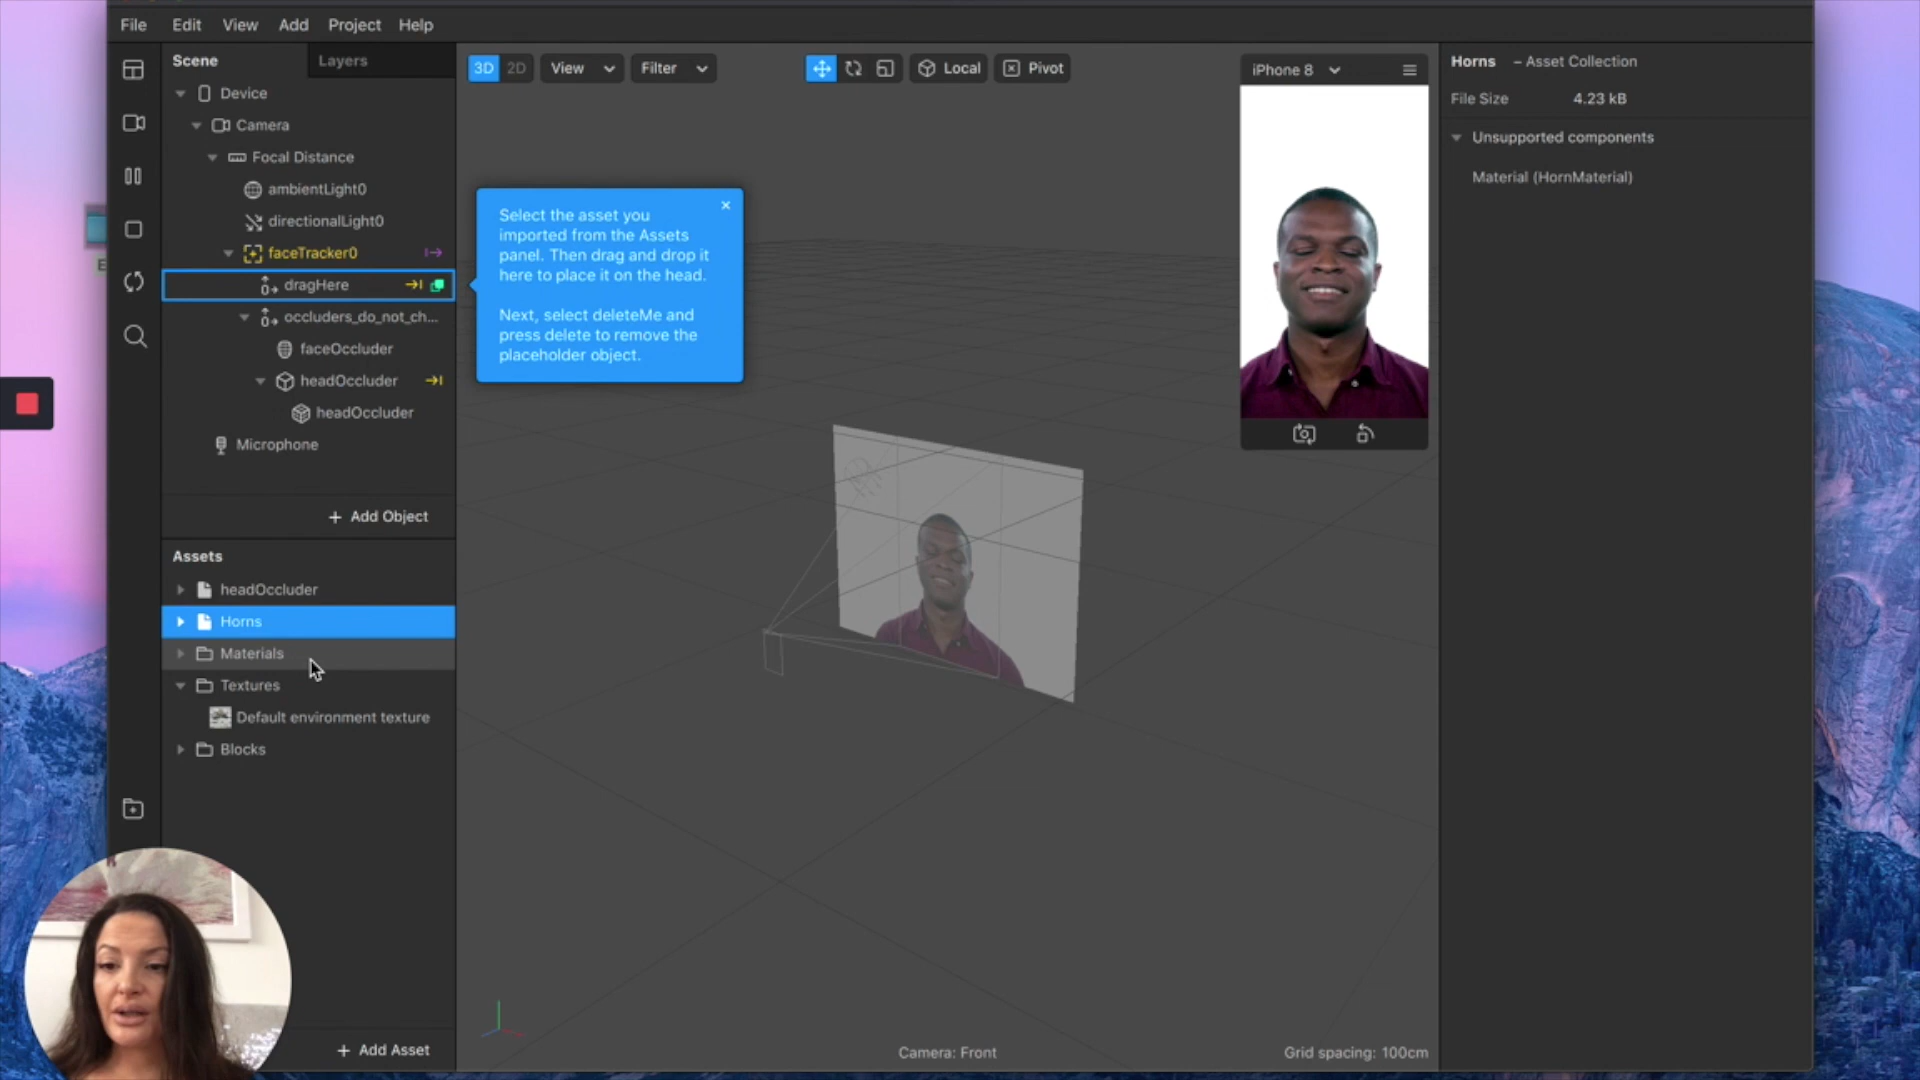 File Edit View Add Project Help
Scene Layers
3D 2D View Filter Local Pivot
iPhone 8
Horns – Asset Collection
File Size 4.23 kB
Unsupported components
Material (HornMaterial)
Device
Camera
Focal Distance
ambientLight0
directionalLight0
faceTracker0
dragHere
occluders_do_not_ch...
faceOccluder
headOccluder
headOccluder
Microphone
+ Add Object
Select the asset you
imported from the Assets
panel. Then drag and drop it
here to place it on the head.
Next, select deleteMe and
press delete to remove the
placeholder object.
Assets
headOccluder
Horns
Materials
Textures
Default environment texture
Blocks
+ Add Asset
Camera: Front
Grid spacing: 100cm